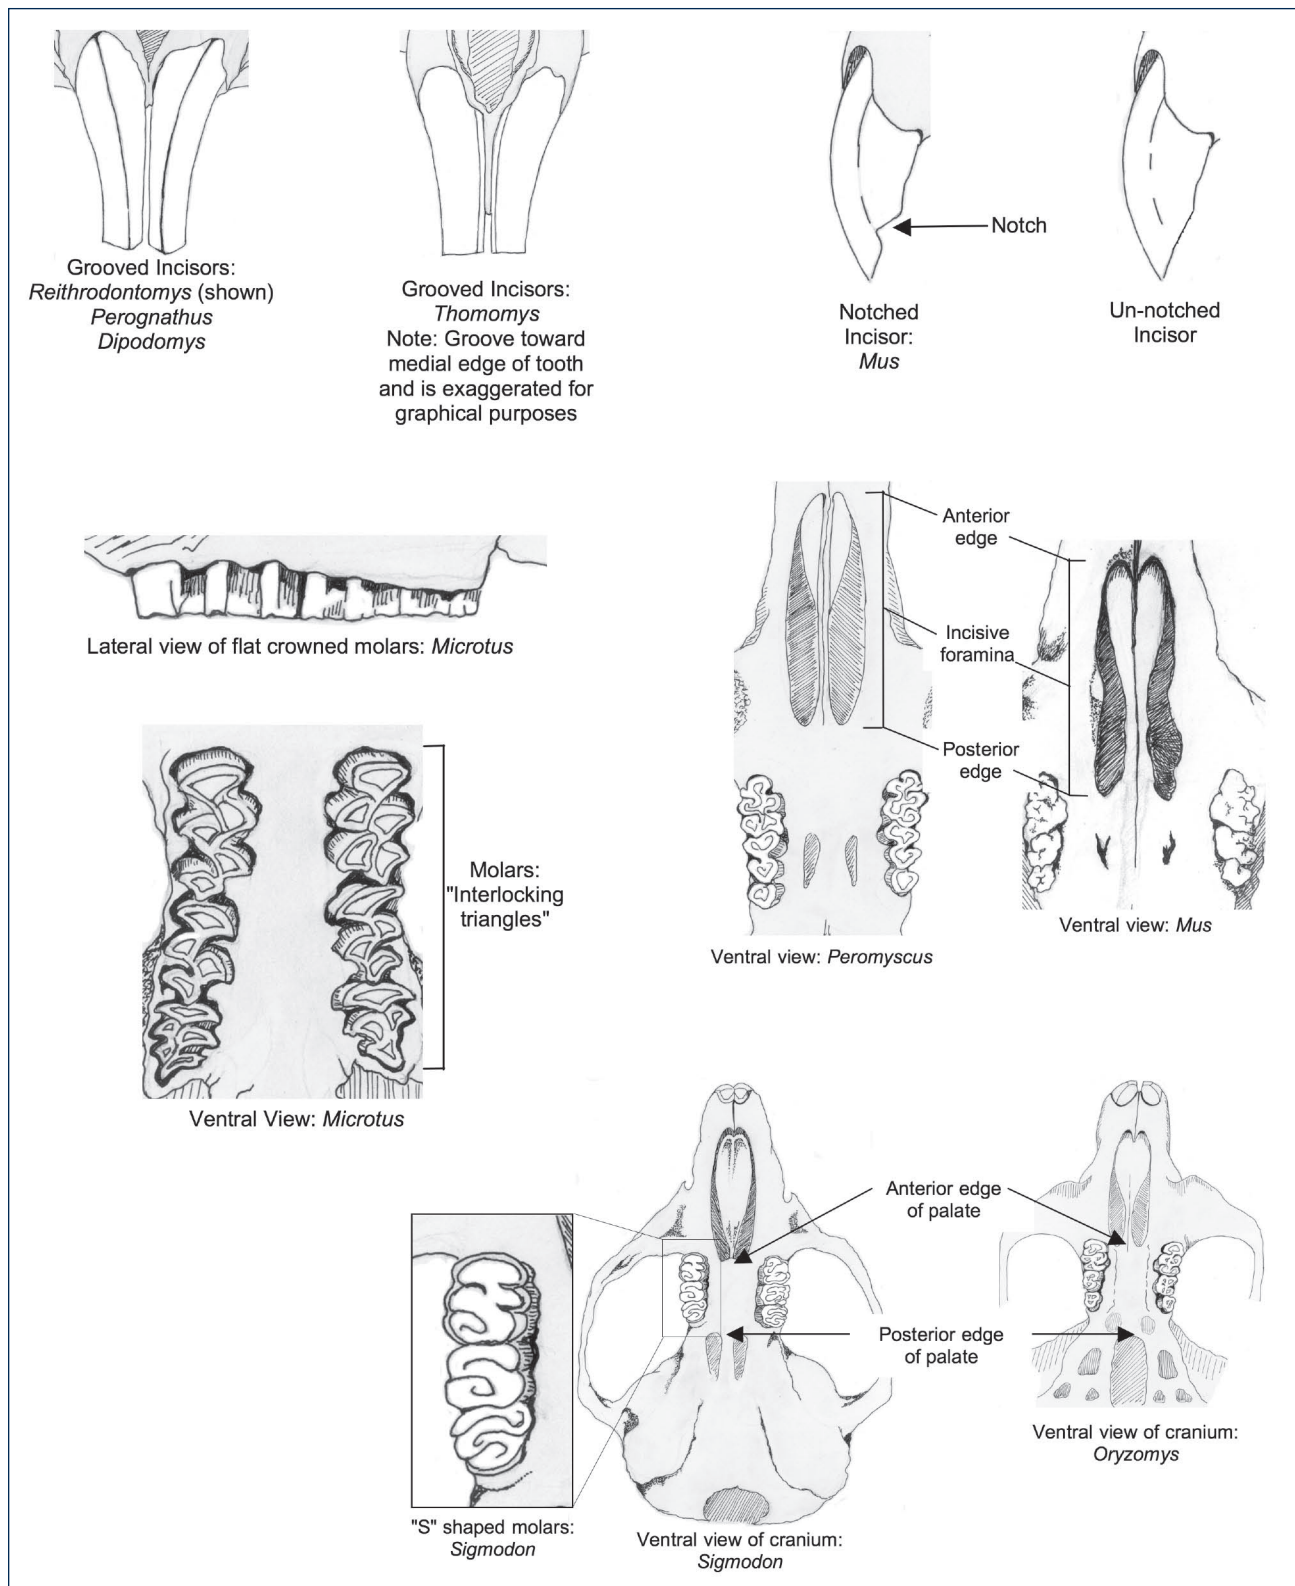 Grooved Incisors:
Reithrodontomys (shown)
Perognathus
Dipodomys
Grooved Incisors:
Thomomys
Note: Groove toward
medial edge of tooth
and is exaggerated for
graphical purposes
Notch
Notched
Incisor:
Mus
Un-notched
Incisor
Lateral view of flat crowned molars: Microtus
Molars:
"Interlocking
triangles"
Ventral View: Microtus
Anterior
edge
Incisive
foramina
Posterior
edge
Ventral view: Peromyscus
Ventral view: Mus
Anterior edge
of palate
Posterior edge
of palate
"S" shaped molars:
Sigmodon
Ventral view of cranium:
Sigmodon
Ventral view of cranium:
Oryzomys